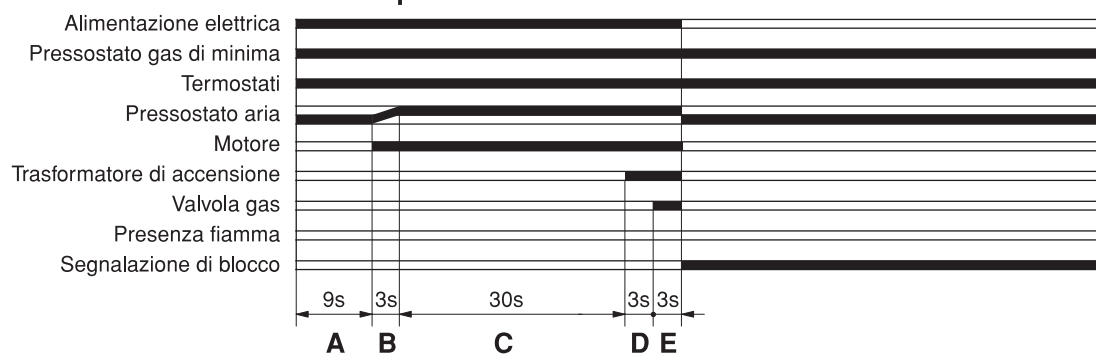 Alimentazione elettrica
Pressostato gas di minima
Termostati
Pressostato aria
Motore
Trasformatore di accensione
Valvola gas
Presenza fiamma
Segnalazione di blocco
9s 3s 30s 3s 3s
A B C D E